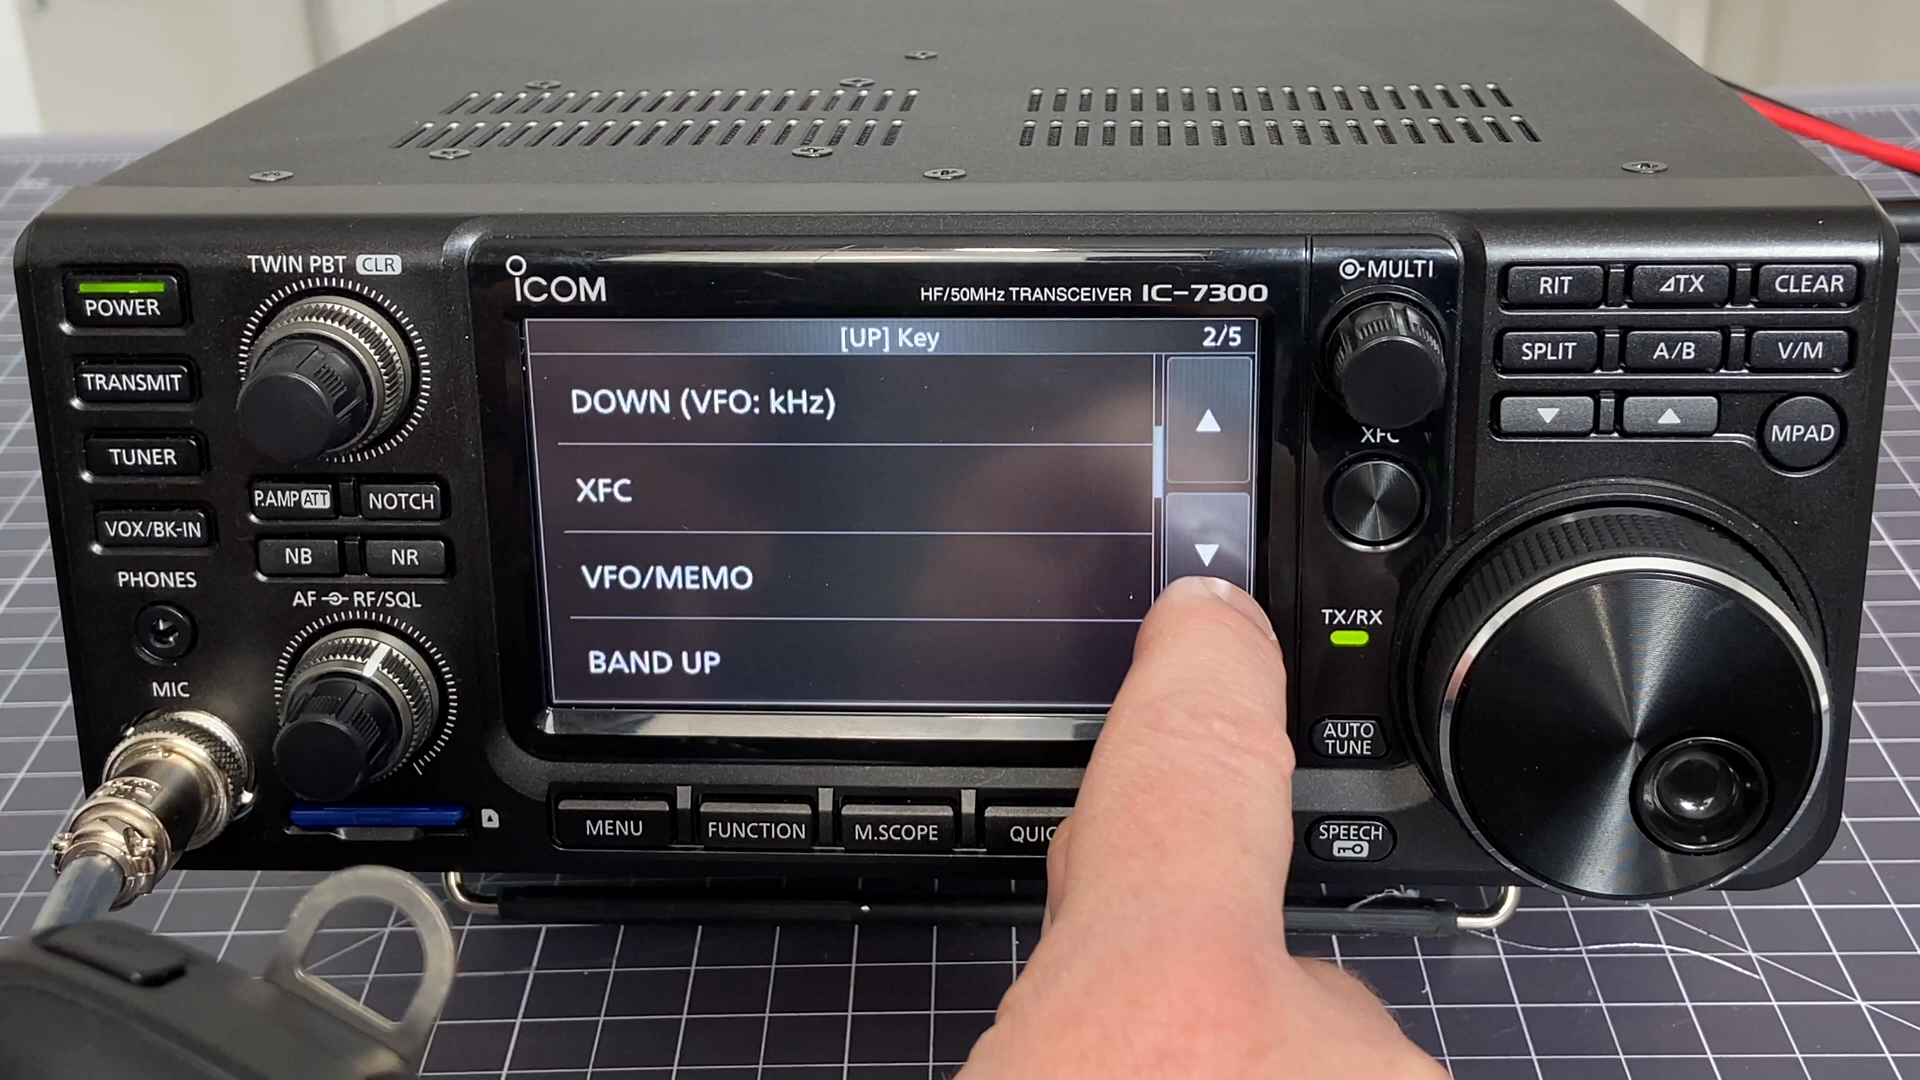 POWER
TRANSMIT
TUNER
VOX/BK-IN
PHONES
MIC
TWIN PBT CLR
P.AMP ATT
NOTCH
NB
NR
AF RF/SQL
ICOM
HF/50MHz TRANSCEIVER IC-7300
[UP] Key 2/5
DOWN (VFO: kHz)
XFC
VFO/MEMO
BAND UP
MENU
FUNCTION
M.SCOPE
QUIC
MULTI
XFC
TX/RX
AUTO
TUNE
SPEECH
RIT
⊿TX
CLEAR
SPLIT
A/B
V/M
MPAD